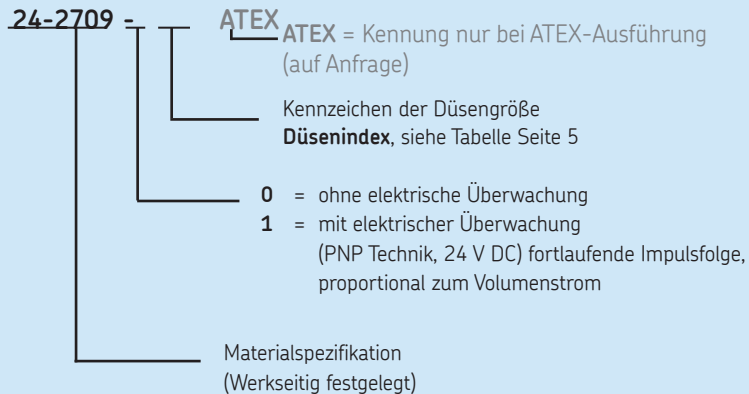 24-2709 - ATEX
ATEX = Kennung nur bei ATEX-Ausführung
(auf Anfrage)
Kennzeichen der Düsengröße
Düsenindex, siehe Tabelle Seite 5
0 = ohne elektrische Überwachung
1 = mit elektrischer Überwachung
(PNP Technik, 24 V DC) fortlaufende Impulsfolge,
proportional zum Volumenstrom
Materialspezifikation
(Werkseitig festgelegt)